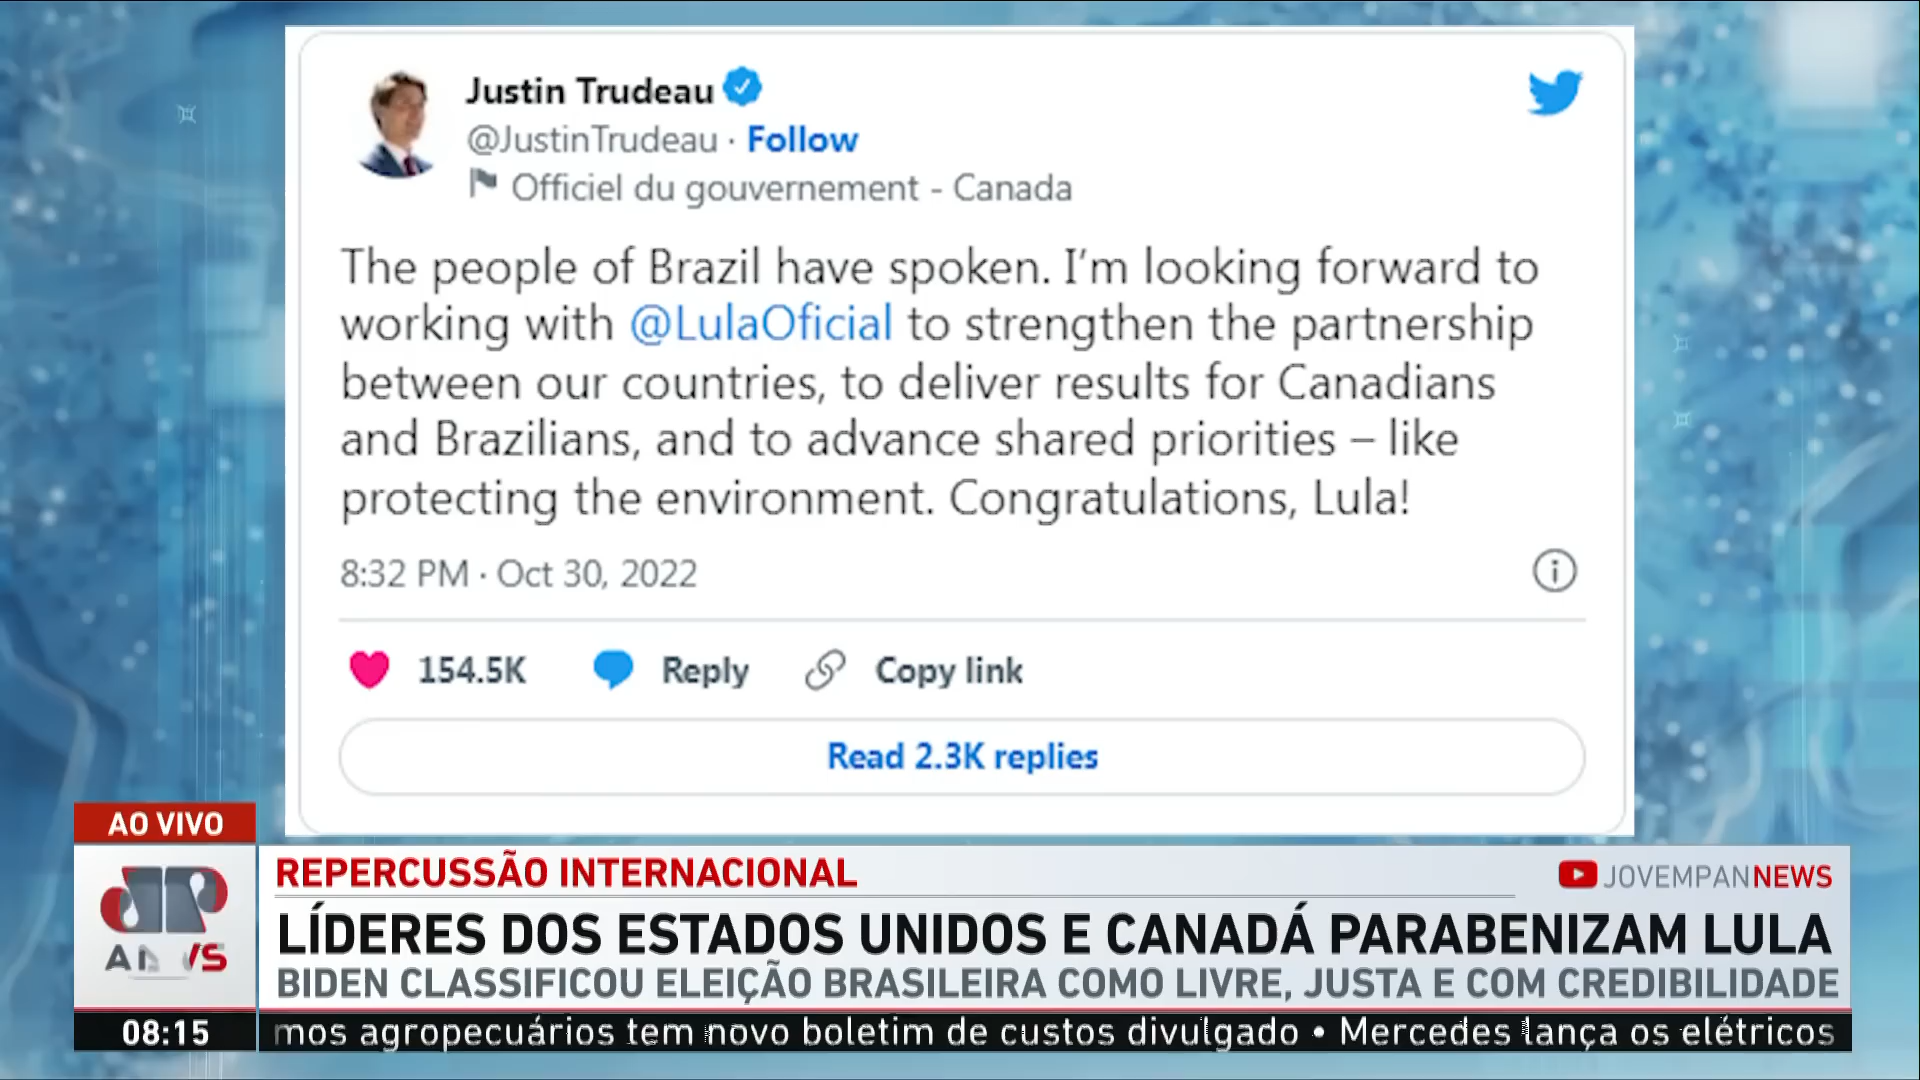 Justin Trudeau
@JustinTrudeau · Follow
Officiel du gouvernement - Canada
The people of Brazil have spoken. I'm looking forward to
working with @LulaOficial to strengthen the partnership
between our countries, to deliver results for Canadians
and Brazilians, and to advance shared priorities – like
protecting the environment. Congratulations, Lula!
8:32 PM · Oct 30, 2022
154.5K Reply Copy link
Read 2.3K replies
AO VIVO
JP
REPERCUSSÃO INTERNACIONAL
JOVEMPANNEWS
LÍDERES DOS ESTADOS UNIDOS E CANADÁ PARABENIZAM LULA
BIDEN CLASSIFICOU ELEIÇÃO BRASILEIRA COMO LIVRE, JUSTA E COM CREDIBILIDADE
08:15
mos agropecuários tem novo boletim de custos divulgado • Mercedes lança os elétricos